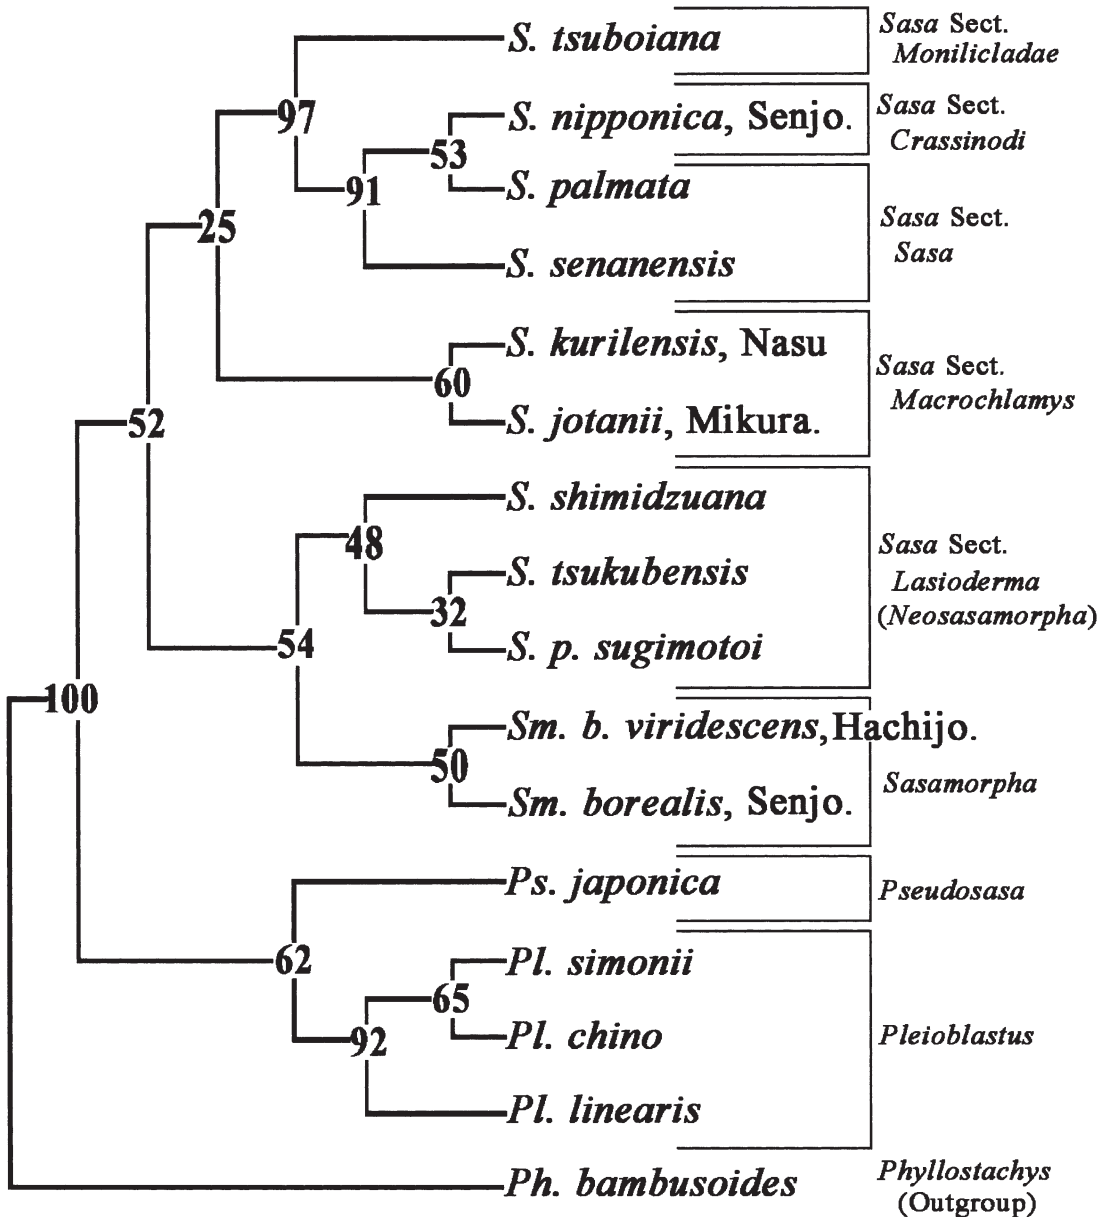 S. tsuboiana
Sasa Sect.
Monilicladae
97
S. nipponica, Senjo.
Sasa Sect.
Crassinodi
53
S. palmata
91
Sasa Sect.
Sasa
25
S. senanensis
S. kurilensis, Nasu
Sasa Sect.
Macrochlamys
60
S. jotanii, Mikura.
52
S. shimidzuana
48
Sasa Sect.
Lasioderma
(Neosasamorpha)
S. tsukubensis
32
S. p. sugimotoi
54
100
Sm. b. viridescens,Hachijo.
50
Sasamorpha
Sm. borealis, Senjo.
Ps. japonica
Pseudosasa
62
Pl. simonii
65
Pl. chino
Pleioblastus
92
Pl. linearis
Ph. bambusoides
Phyllostachys
(Outgroup)